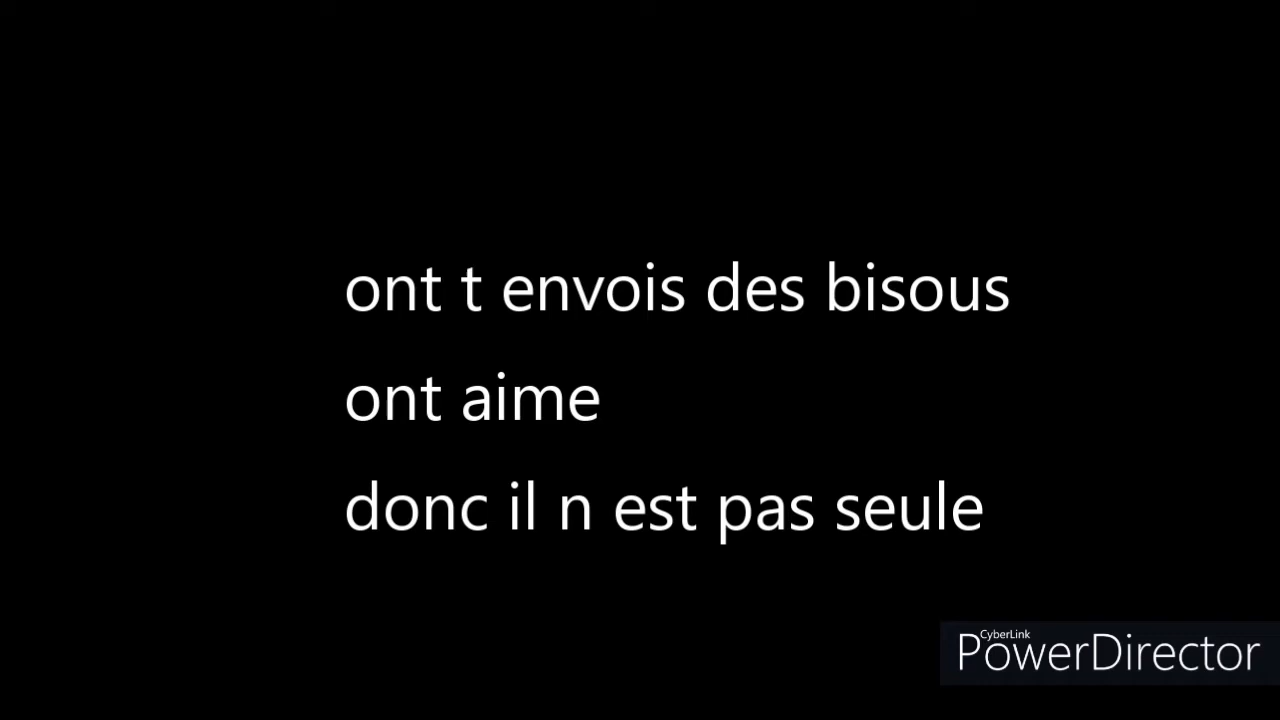 ont t envois des bisous
ont aime
donc il n est pas seule
CyberLink
PowerDirector